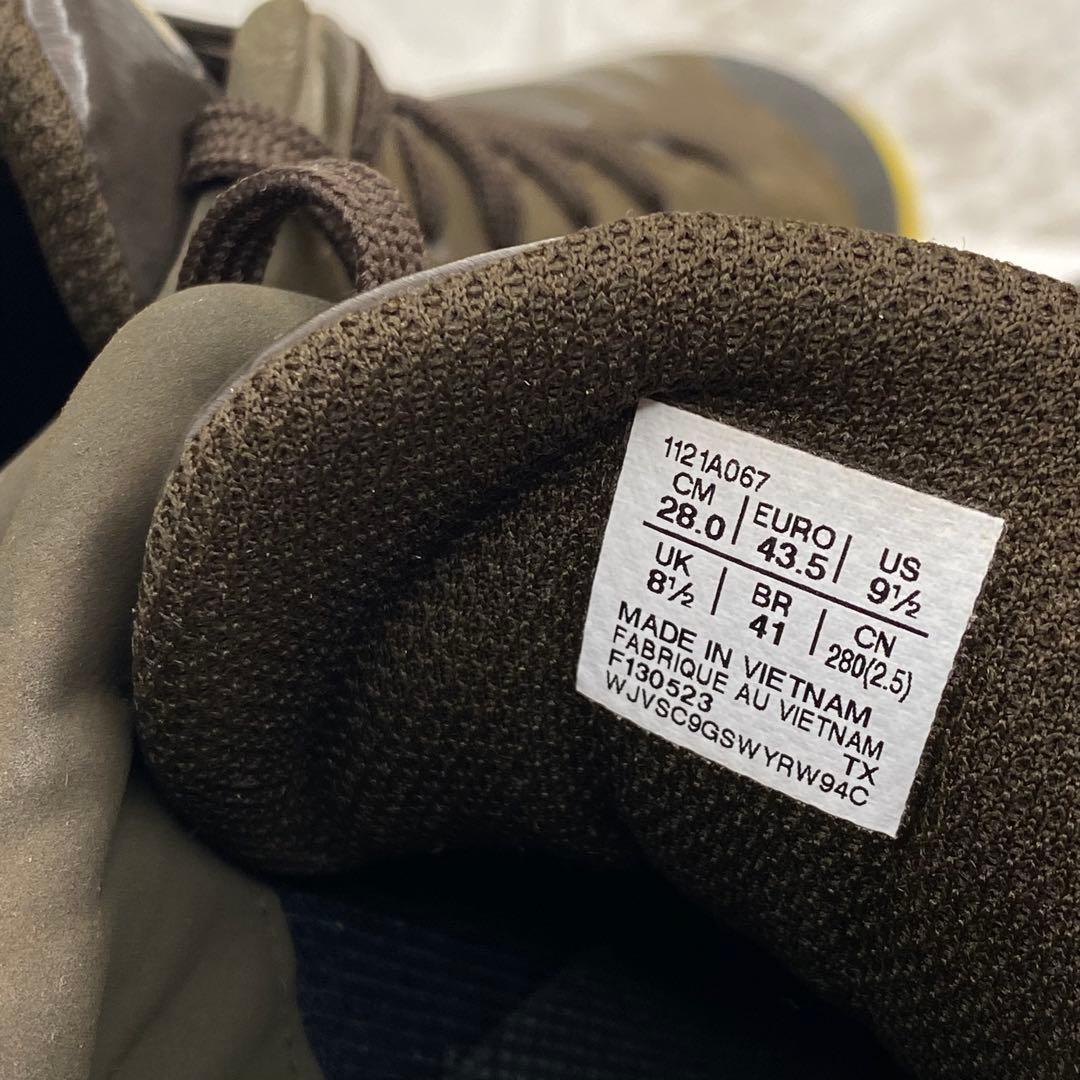 1121A067
CM | EURO | US
28.0 | 43.5 | 9½
UK | BR | CN
8½ | 41 | 280(2.5)
MADE IN VIETNAM
FABRIQUE AU VIETNAM
F130523 TX
WJVSC9GSWYRW94C